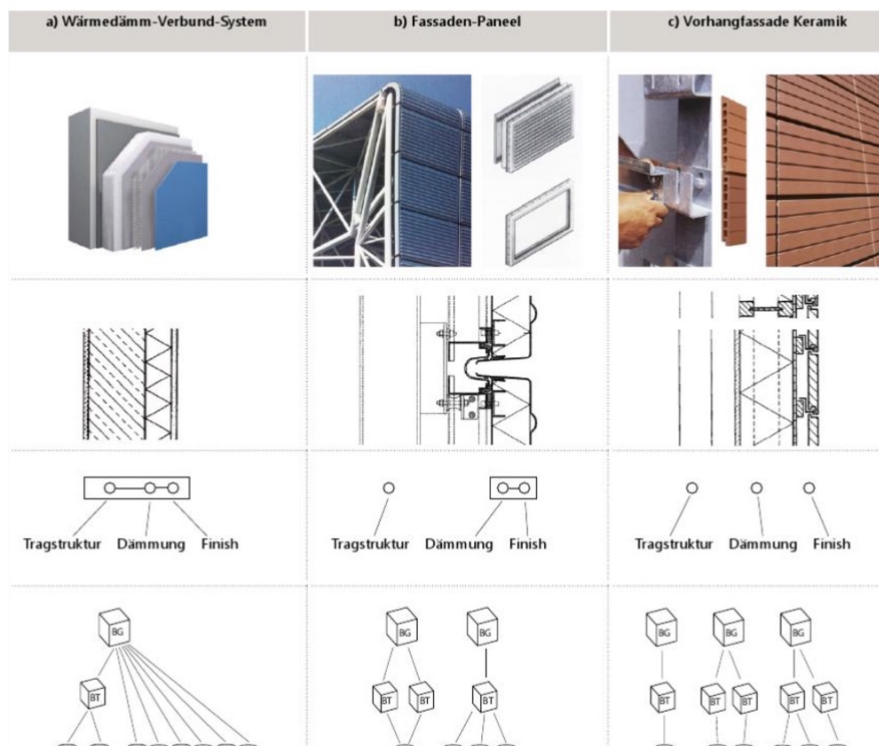 a) Wärmedämm-Verbund-System
b) Fassaden-Paneel
c) Vorhangfassade Keramik
Tragstruktur Dämmung Finish
Tragstruktur Dämmung Finish
Tragstruktur Dämmung Finish
BG
BG BG
BG BG BG
BT
BT BT BT
BT BT BT BT BT